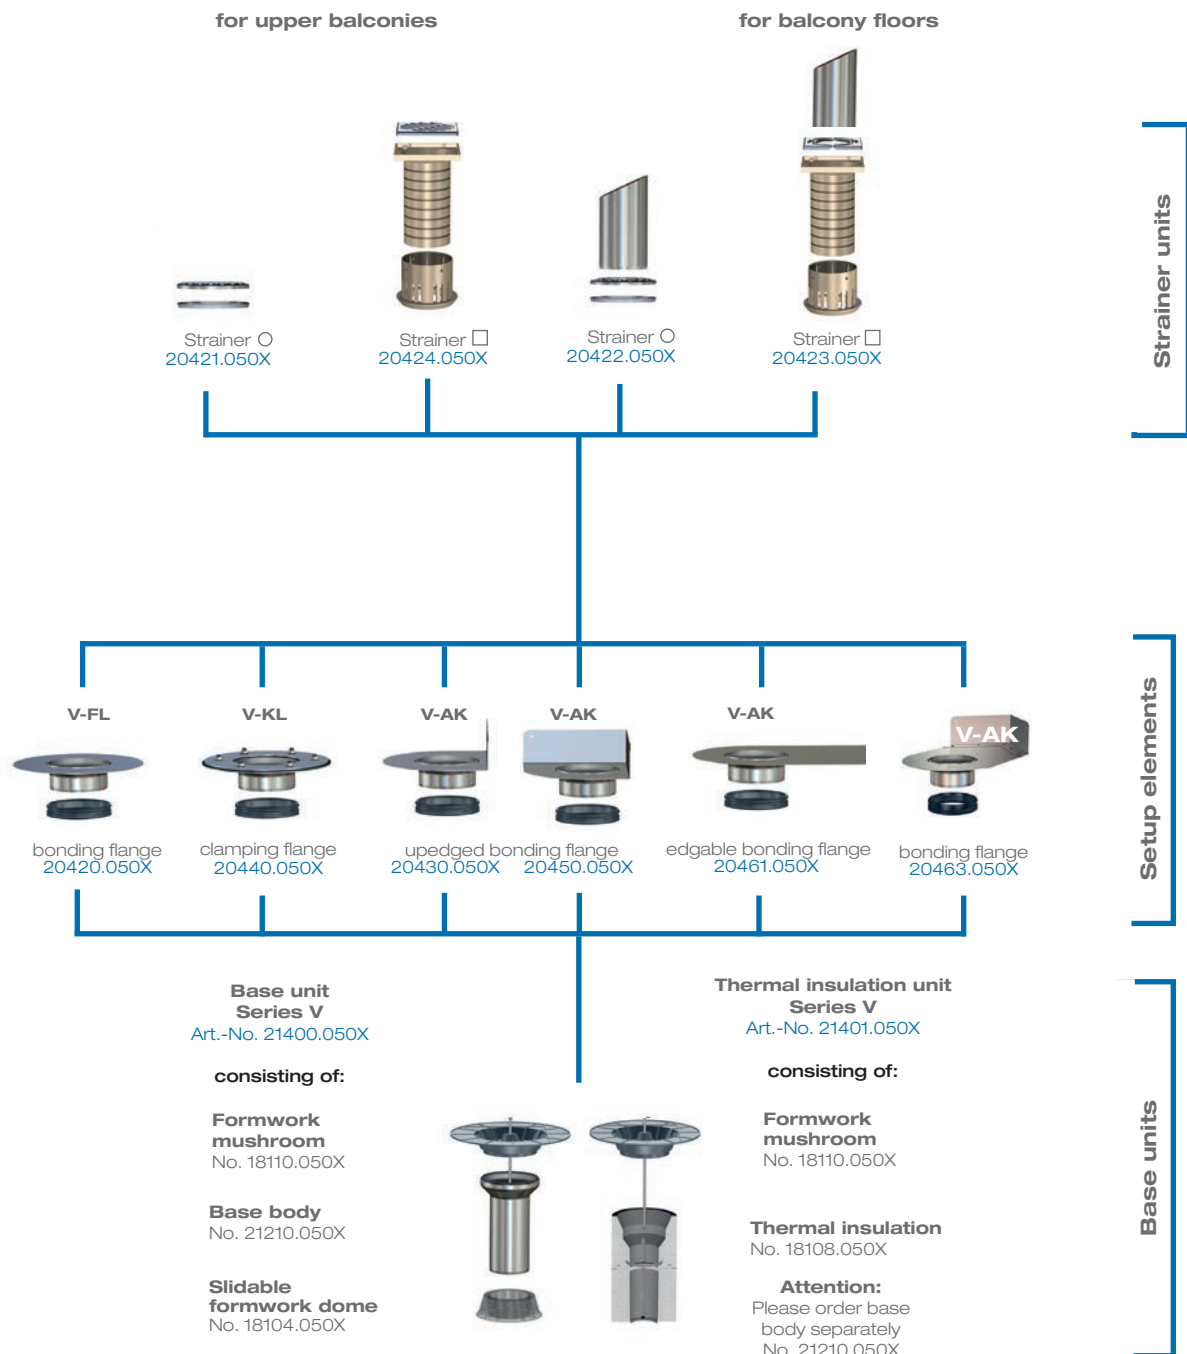 for upper balconies
for balcony floors
Strainer ○
20421.050X
Strainer □
20424.050X
Strainer ○
20422.050X
Strainer □
20423.050X
Strainer units
V-FL
V-KL
V-AK
V-AK
V-AK
V-AK
bonding flange
20420.050X
clamping flange
20440.050X
upedged bonding flange
20430.050X 20450.050X
edgable bonding flange
20461.050X
bonding flange
20463.050X
Setup elements
Base unit
Series V
Art.-No. 21400.050X
consisting of:
Formwork
mushroom
No. 18110.050X
Base body
No. 21210.050X
Slidable
formwork dome
No. 18104.050X
Thermal insulation unit
Series V
Art.-No. 21401.050X
consisting of:
Formwork
mushroom
No. 18110.050X
Thermal insulation
No. 18108.050X
Attention:
Please order base
body separately
No. 21210.050X
Base units